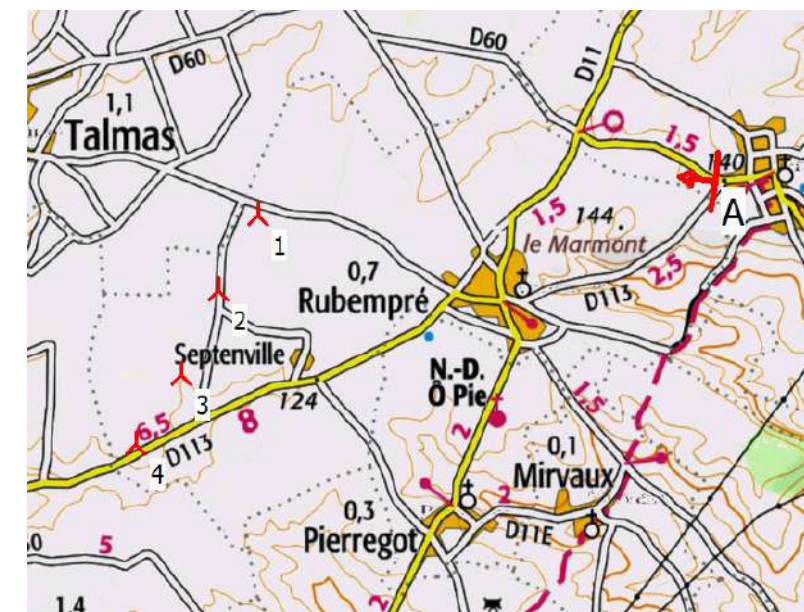 D60
D60
D11
1,1
Talmas
1,5
140
A
1
1,5
144
le Marmont
0,7
Rubempré
2,5
D113
2
Septenville
N.-D.
Ô Pie
124
3
6,5
8
D113
4
2
1,5
0,1
Mirvaux
2
0,3
Pierregot
D11E
5
2
1.4